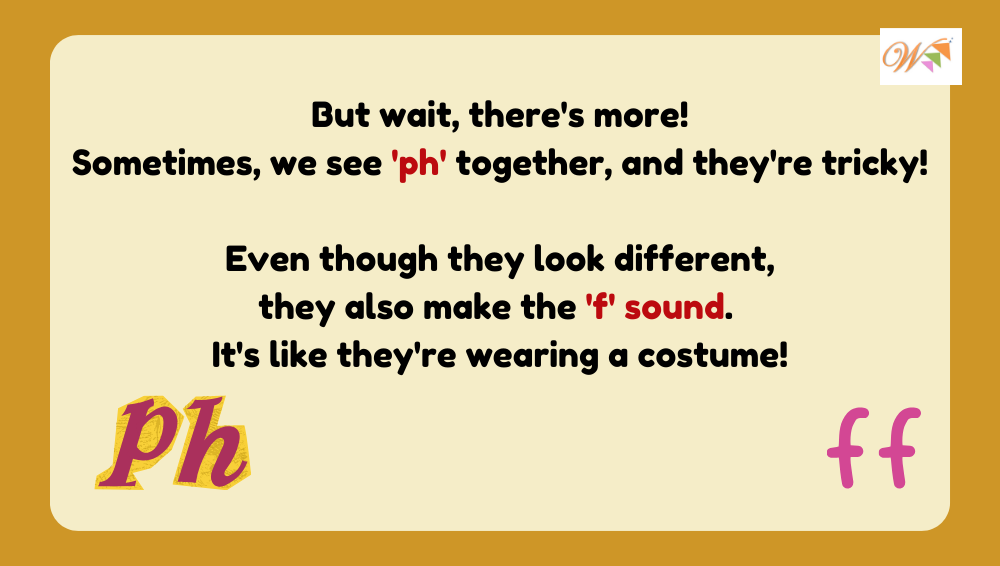 W
But wait, there's more!
Sometimes, we see 'ph' together, and they're tricky!
Even though they look different,
they also make the 'f' sound.
It's like they're wearing a costume!
ph
ff